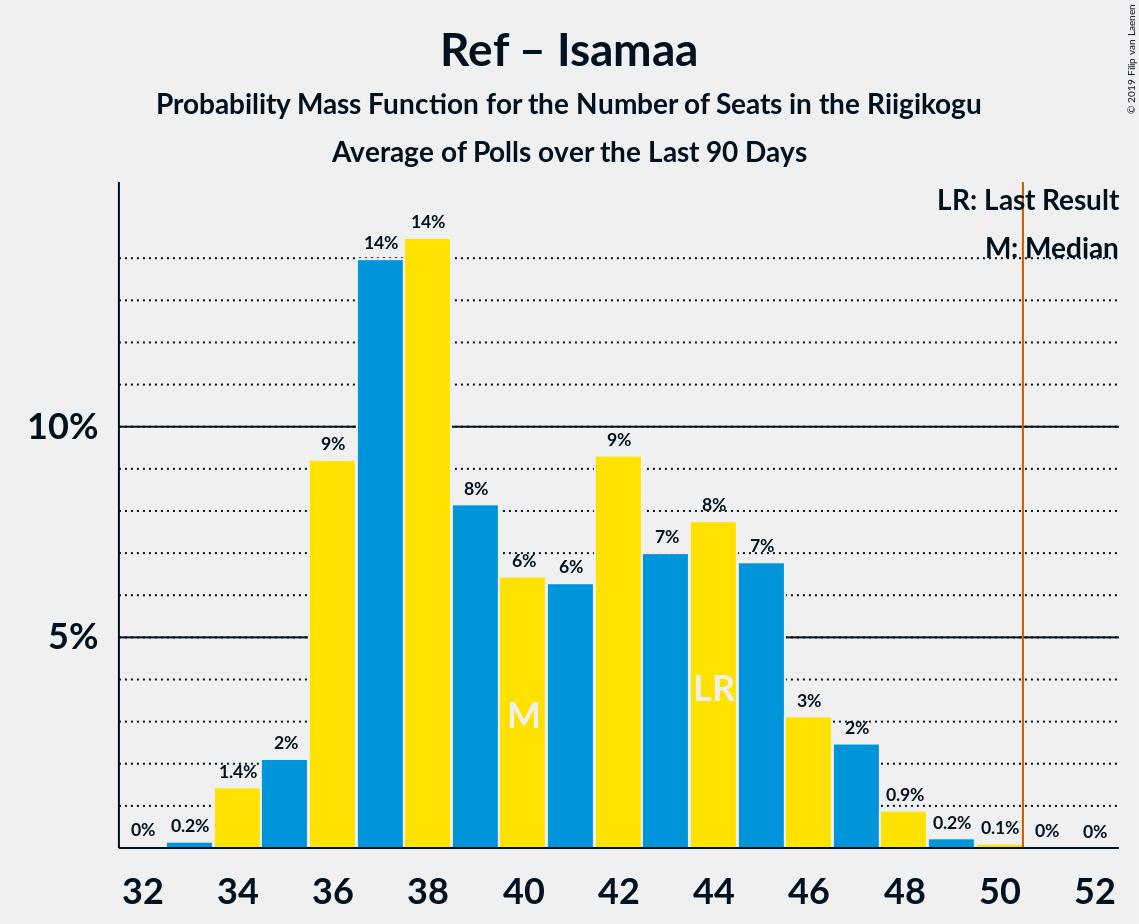 Ref – Isamaa
Probability Mass Function for the Number of Seats in the Riigikogu
Average of Polls over the Last 90 Days
© 2019 Filip van Laenen
LR: Last Result
M: Median
10%
5%
0% 0.2% 1.4% 2% 9% 14% 14% 8% 6% 6% 9% 7% 8% 7% 3% 2% 0.9% 0.2% 0.1% 0% 0%
M LR
32 34 36 38 40 42 44 46 48 50 52